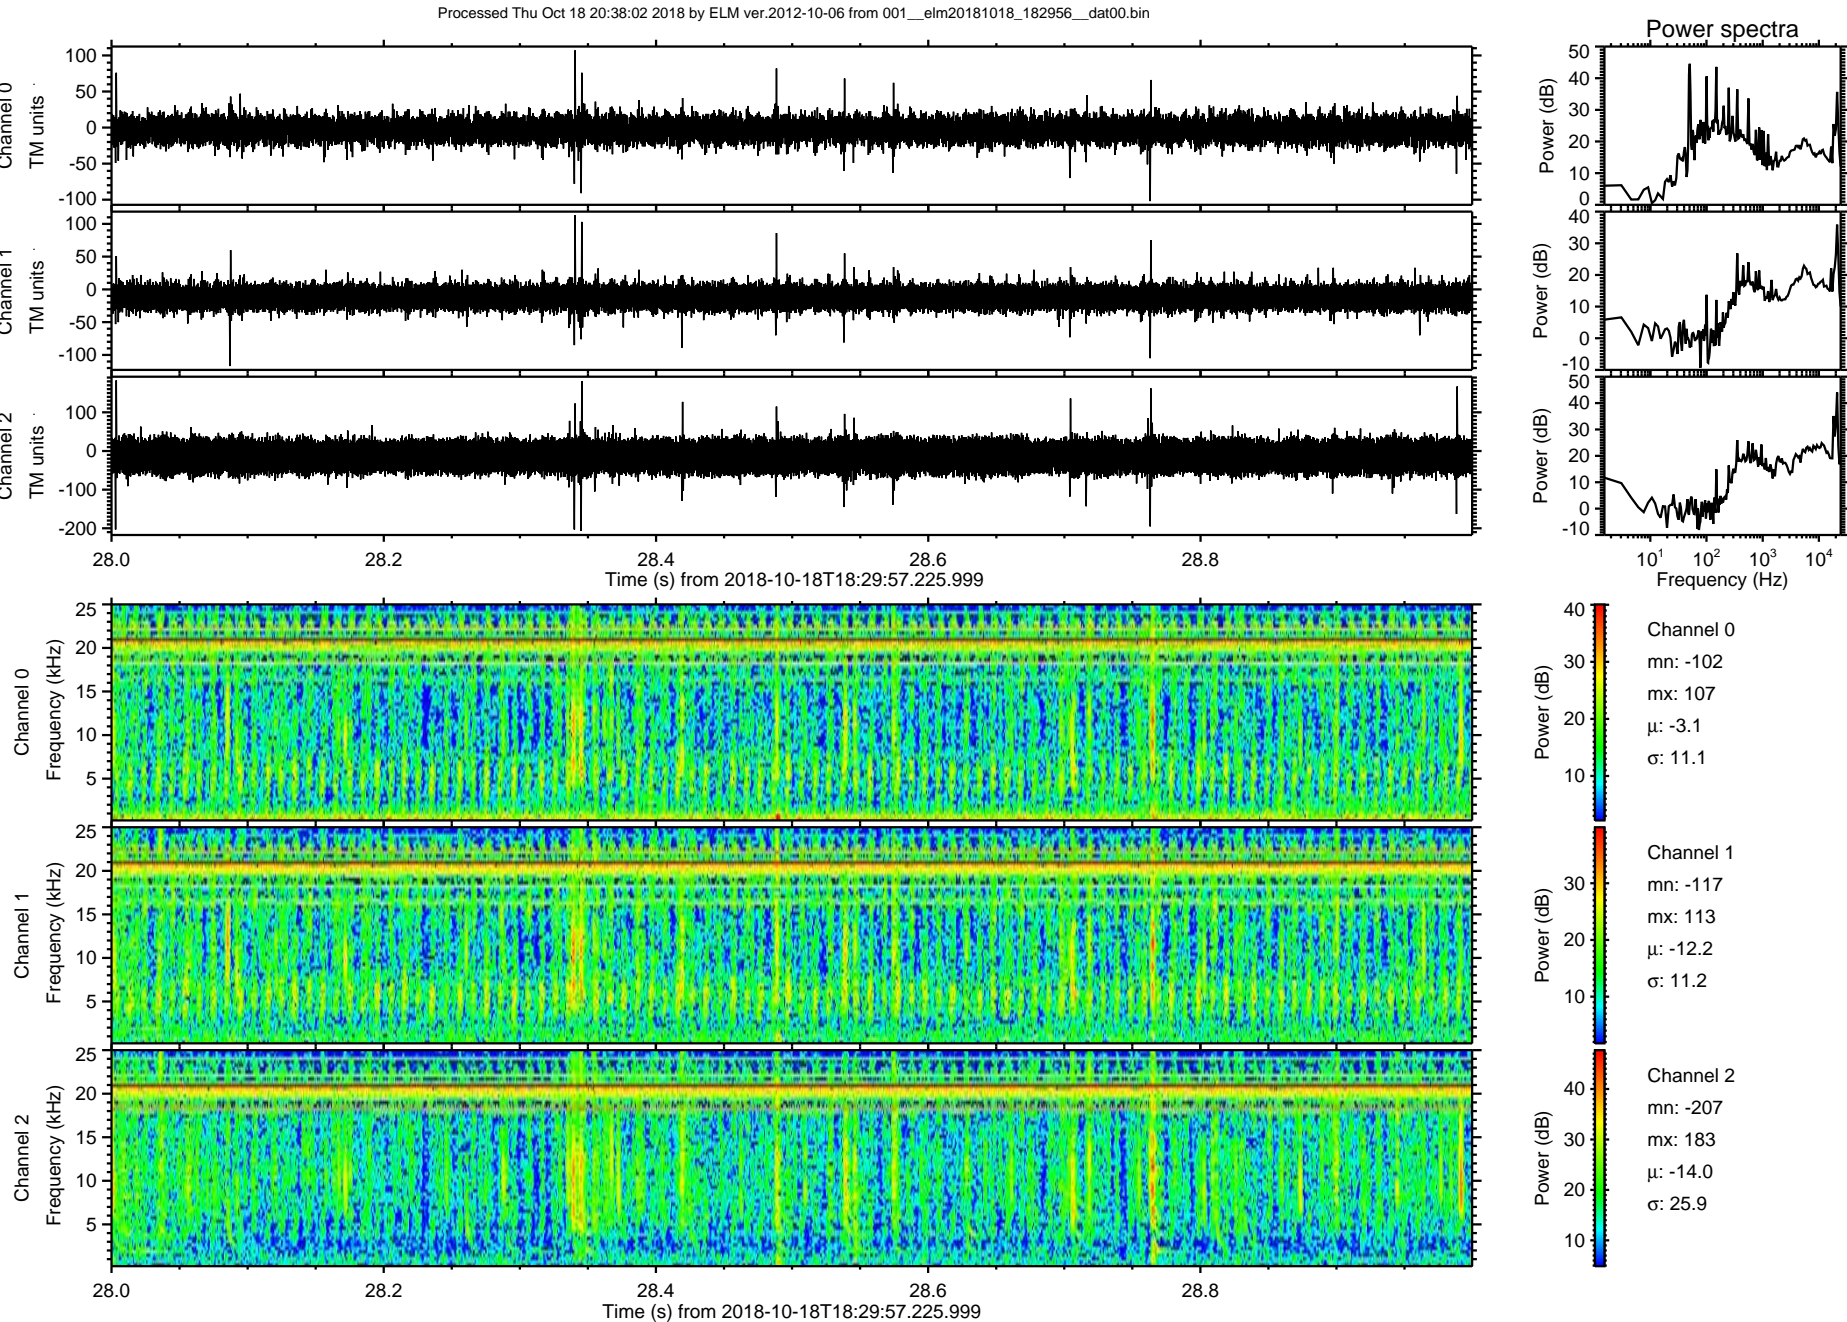 Processed Thu Oct 18 20:38:02 2018 by ELM ver.2012-10-06 from 001__elm20181018_182956__dat00.bin
Power spectra
Channel 0
TM units
100
50
0
-50
-100
Power (dB)
50
40
30
20
10
0
Channel 1
TM units
100
50
0
-50
-100
Power (dB)
40
30
20
10
0
-10
Channel 2
TM units
100
0
-100
-200
Power (dB)
50
40
30
20
10
0
-10
28.0 28.2 28.4 28.6 28.8
Time (s) from 2018-10-18T18:29:57.225.999
10^1 10^2 10^3 10^4
Frequency (Hz)
Channel 0
Frequency (kHz)
25
20
15
10
5
Power (dB)
40
30
20
10
Channel 0
mn: -102
mx: 107
μ: -3.1
σ: 11.1
Channel 1
Frequency (kHz)
25
20
15
10
5
Power (dB)
30
20
10
Channel 1
mn: -117
mx: 113
μ: -12.2
σ: 11.2
Channel 2
Frequency (kHz)
25
20
15
10
5
Power (dB)
40
30
20
10
Channel 2
mn: -207
mx: 183
μ: -14.0
σ: 25.9
28.0 28.2 28.4 28.6 28.8
Time (s) from 2018-10-18T18:29:57.225.999